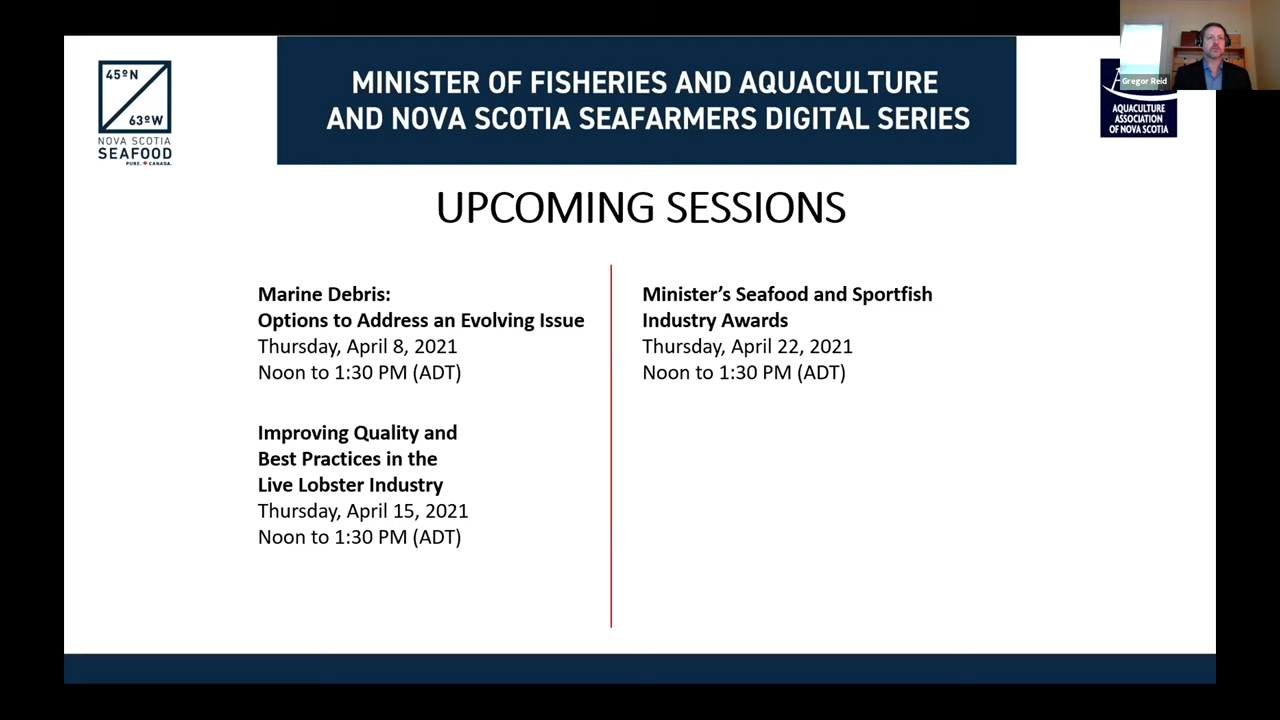 45ºN
63ºW
NOVA SCOTIA
SEAFOOD
PURE. CANADA.
MINISTER OF FISHERIES AND AQUACULTURE
AND NOVA SCOTIA SEAFARMERS DIGITAL SERIES
Gregor Reid
AQUACULTURE
ASSOCIATION
OF NOVA SCOTIA
UPCOMING SESSIONS
Marine Debris:
Options to Address an Evolving Issue
Thursday, April 8, 2021
Noon to 1:30 PM (ADT)
Improving Quality and
Best Practices in the
Live Lobster Industry
Thursday, April 15, 2021
Noon to 1:30 PM (ADT)
Minister’s Seafood and Sportfish
Industry Awards
Thursday, April 22, 2021
Noon to 1:30 PM (ADT)